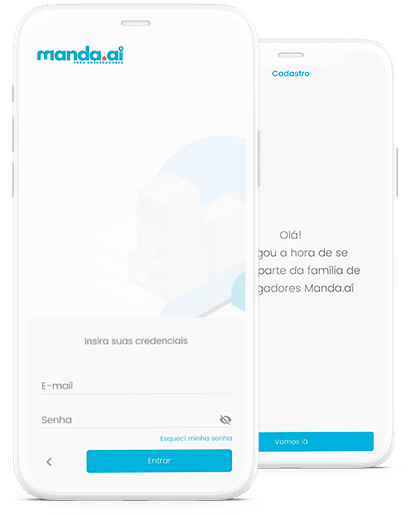 manda.aí
PARA ENTREGADORES
Insira suas credenciais
E-mail
Senha
Esqueci minha senha
Entrar
Cadastro
Olá!
gou a hora de se
parte da família de
gadores Manda.aí
Vamos lá